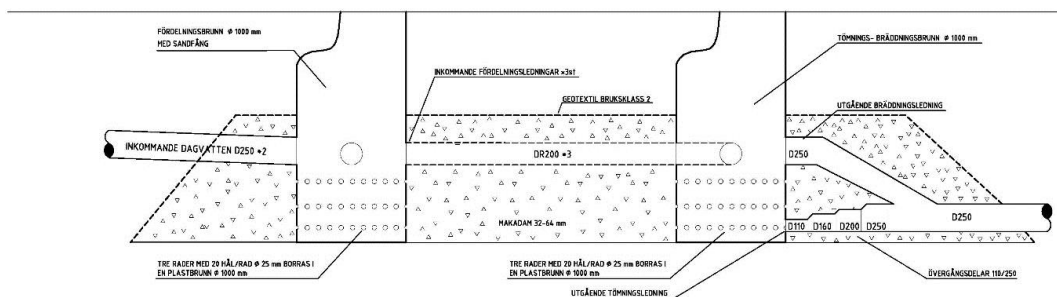 FÖRDELNINGSBRUNN Ø 1000 mm
MED SANDFÅNG
TÖMNINGS- BRÄDDNINGSBRUNN Ø 1000 mm
INKOMMANDE FÖRDELNINGSLEDNINGAR *3st
GEOTEXTIL BRUKSKLASS 2
UTGÅENDE BRÄDDNINGSLEDNING
INKOMMANDE DAGVATTEN D250 *2
DR200 *3
D250
MAKADAM 32-64 mm
D110
D160
D200
D250
D250
TRE RADER MED 20 HÅL/RAD Ø 25 mm BORRAS I
EN PLASTBRUNN Ø 1000 mm
TRE RADER MED 20 HÅL/RAD Ø 25 mm BORRAS I
EN PLASTBRUNN Ø 1000 mm
ÖVERGÅNGSDELAR 110/250
UTGÅENDE TÖMNINGSLEDNING